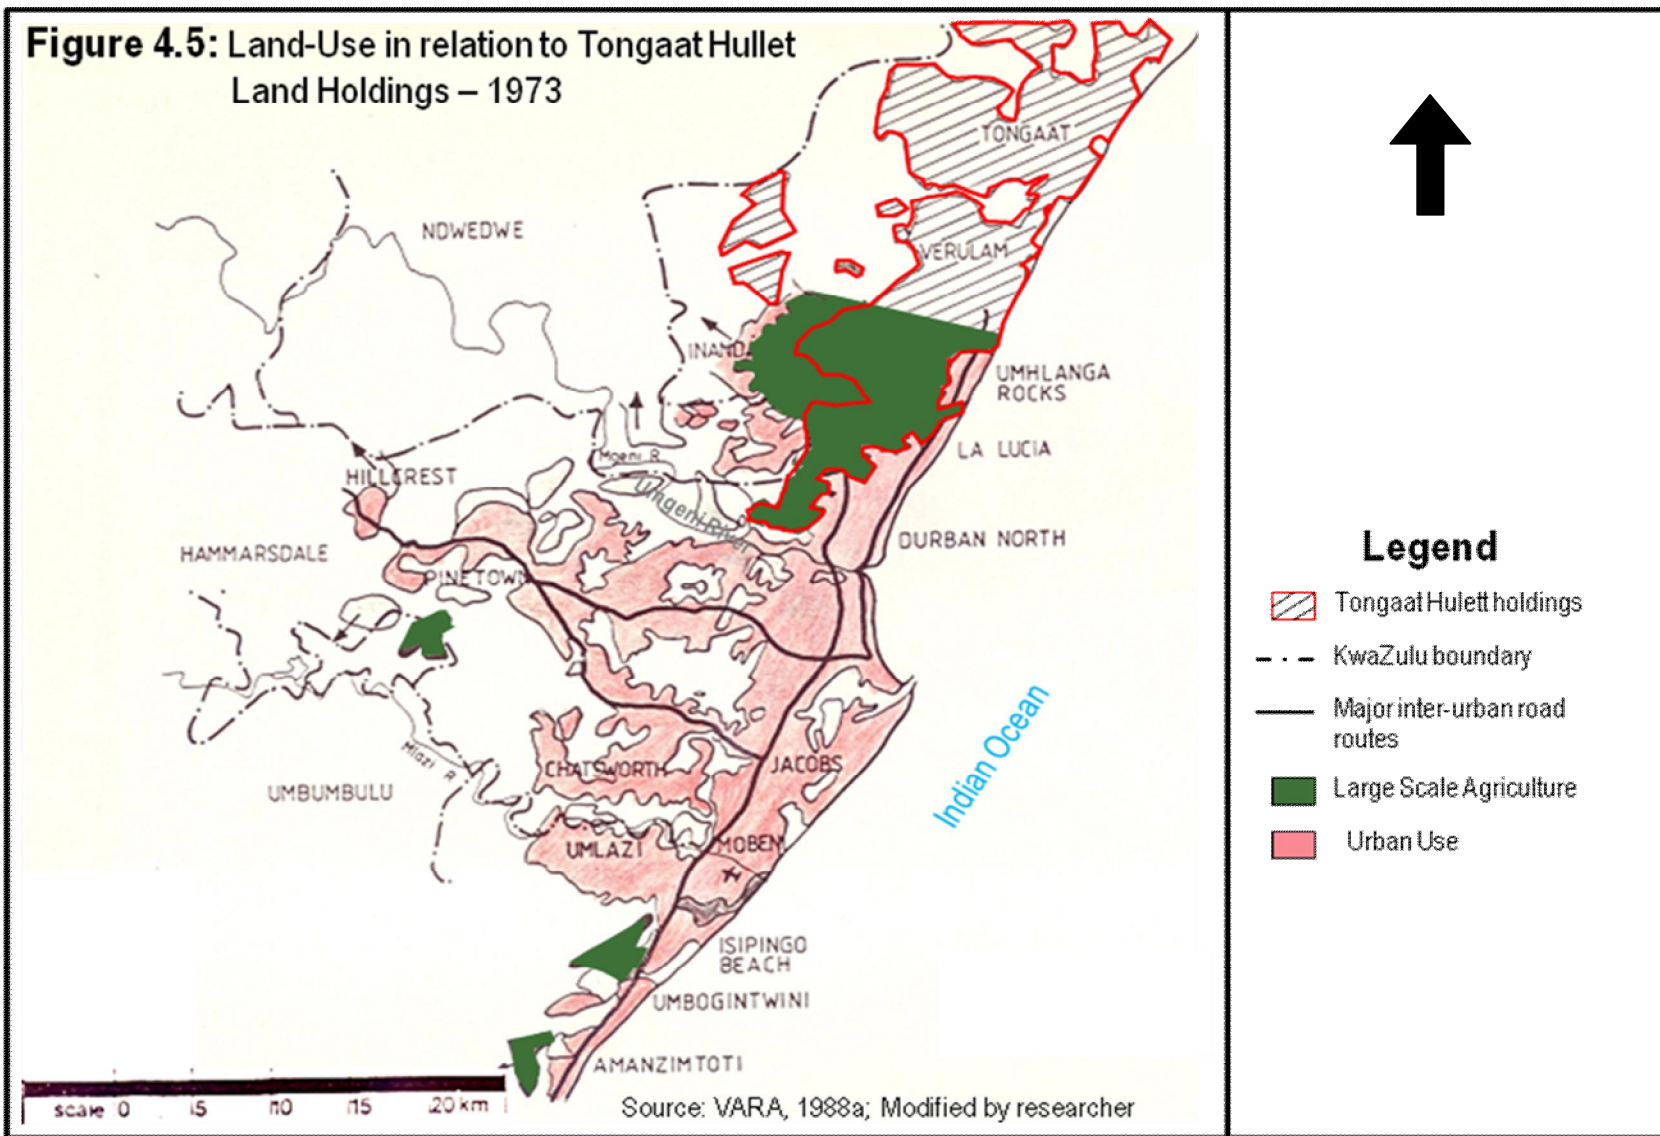 Figure 4.5: Land-Use in relation to Tongaat Hullet
Land Holdings – 1973
TONGAAT
NDWEDWE
VERULAM
INANDA
UMHLANGA
ROCKS
LA LUCIA
Mgeni R
HILLCREST
Umgeni River
DURBAN NORTH
HAMMARSDALE
PINETOWN
Indian Ocean
Mlazi R
CHATSWORTH
JACOBS
UMBUMBULU
UMLAZI
MOBENI
ISIPINGO
BEACH
UMBOGINTWINI
AMANZIMTOTI
scale 0 5 10 15 20 km
Source: VARA, 1988a; Modified by researcher
Legend
Tongaat Hulett holdings
KwaZulu boundary
Major inter-urban road
routes
Large Scale Agriculture
Urban Use